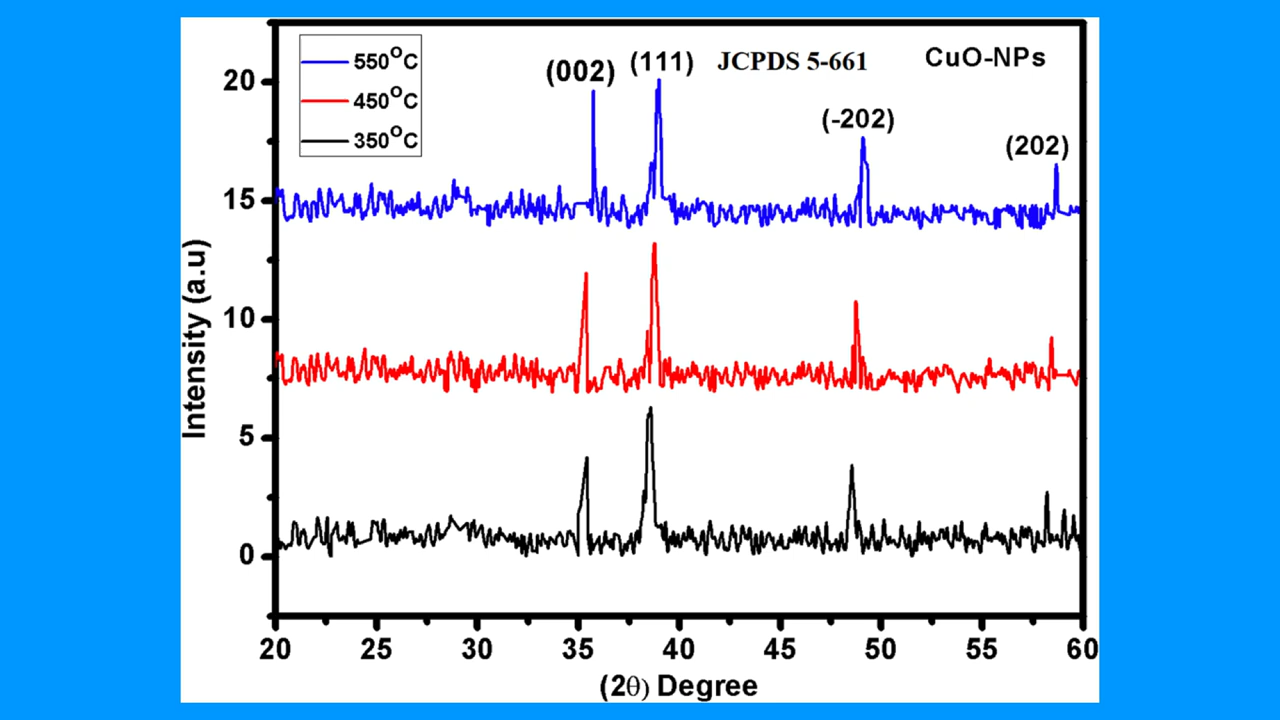 550°C
450°C
350°C
(002)
(111)
JCPDS 5-661
CuO-NPs
(-202)
(202)
Intensity (a.u)
20
15
10
5
0
20 25 30 35 40 45 50 55 60
(2θ) Degree